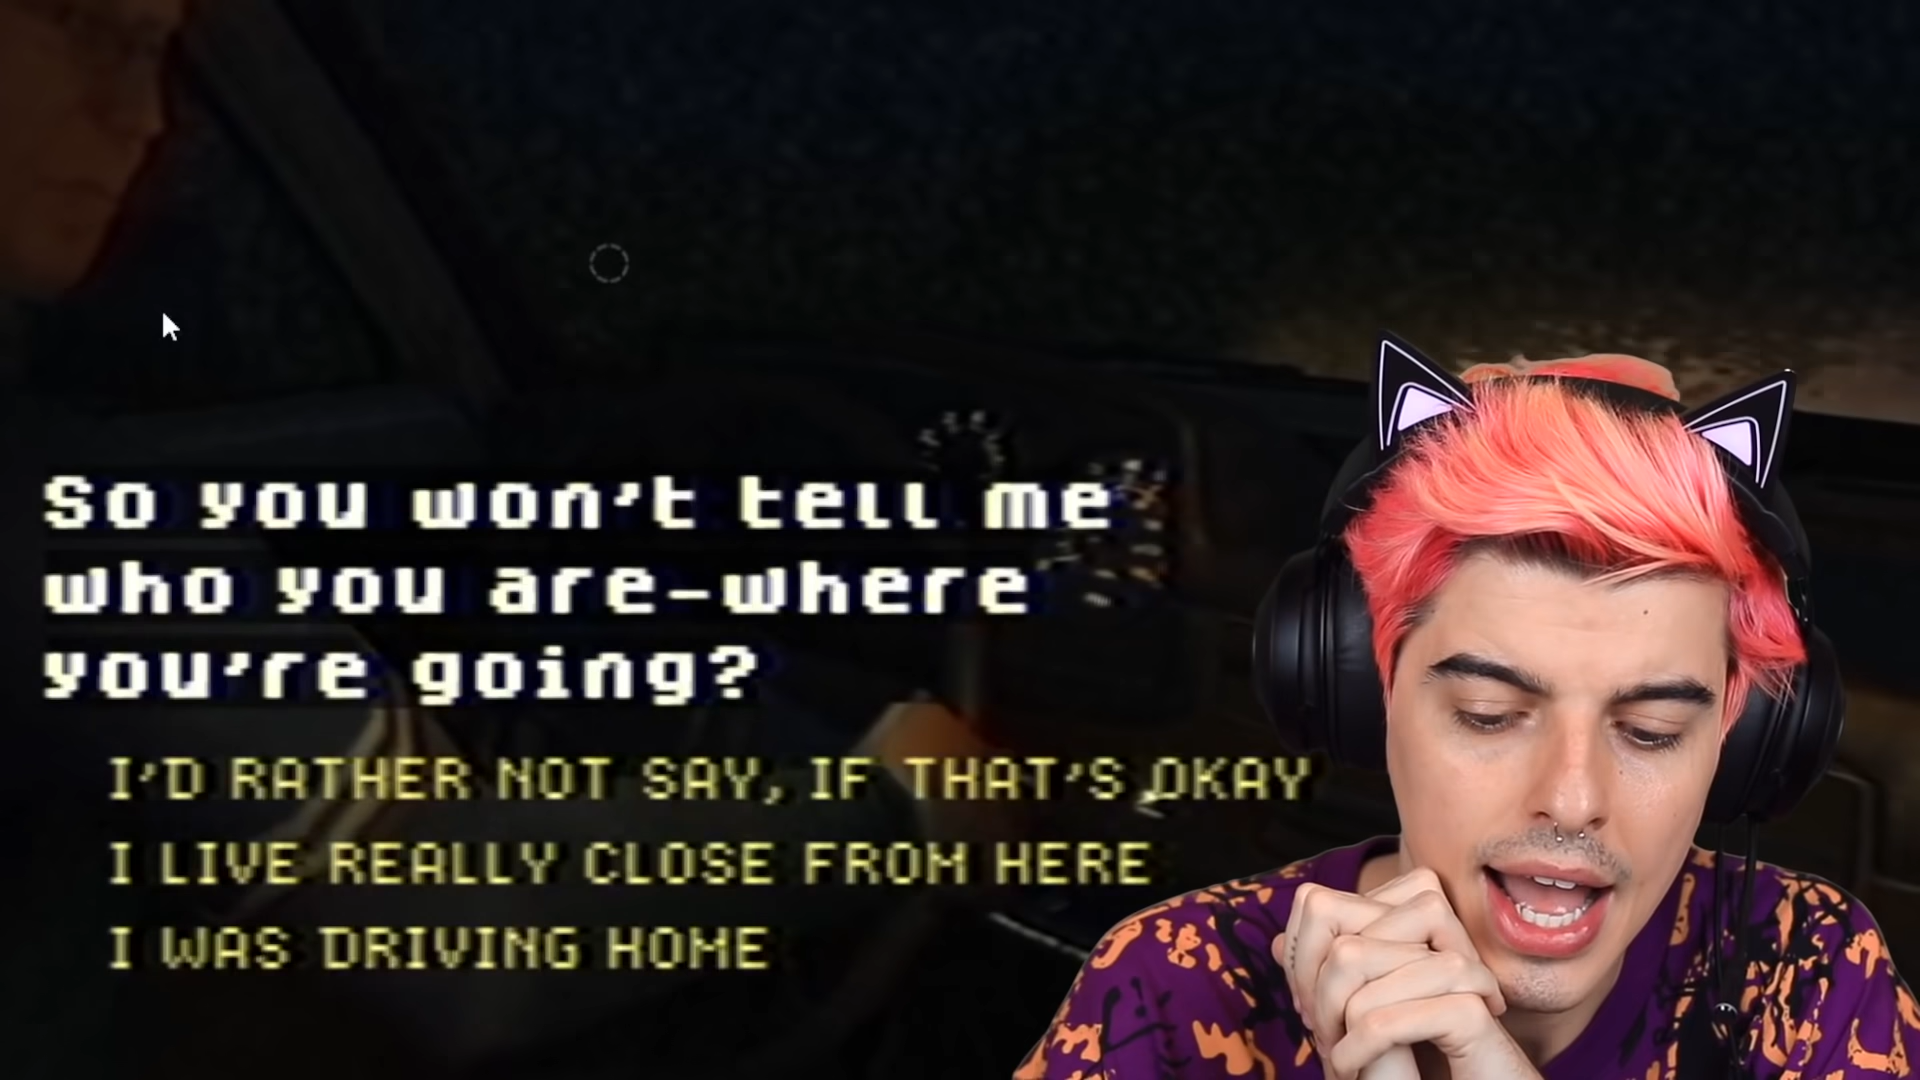 So you won't tell me
who you are-where
you're going?
I'D RATHER NOT SAY, IF THAT'S OKAY
I LIVE REALLY CLOSE FROM HERE
I WAS DRIVING HOME